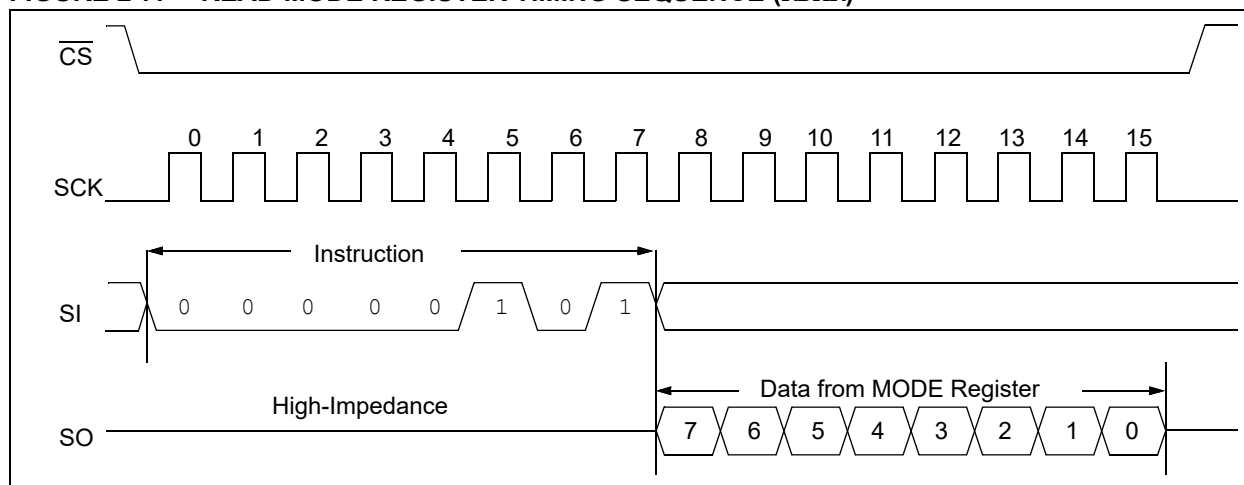 CS
0 1 2 3 4 5 6 7 8 9 10 11 12 13 14 15
SCK
Instruction
SI 0 0 0 0 0 1 0 1
Data from MODE Register
High-Impedance
SO 7 6 5 4 3 2 1 0